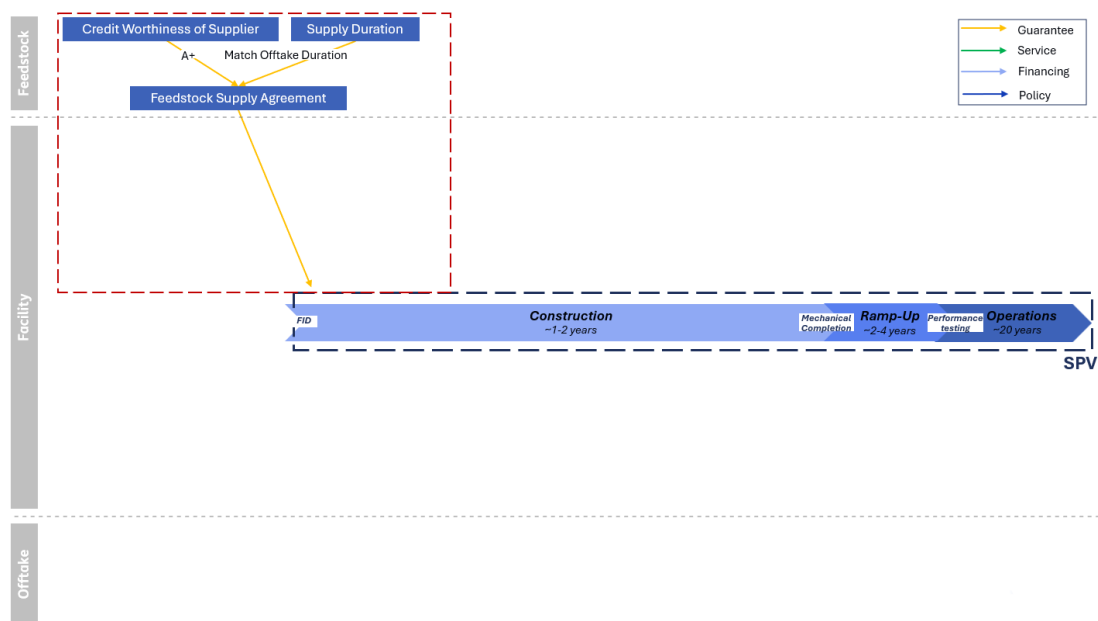 Feedstock
Credit Worthiness of Supplier
Supply Duration
A+
Match Offtake Duration
Feedstock Supply Agreement
Guarantee
Service
Financing
Policy
Facility
FID
Construction
~1-2 years
Mechanical
Completion
Ramp-Up
~2-4 years
Performance
testing
Operations
~20 years
SPV
Offtake